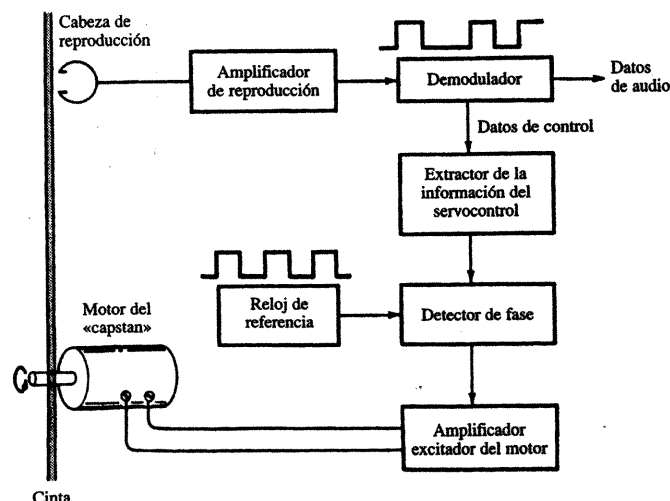 Cabeza de
reproducción
Amplificador
de reproducción
Demodulador
Datos
de audio
Datos de control
Extractor de la
información del
servocontrol
Reloj de
referencia
Detector de fase
Motor del
«capstan»
Amplificador
excitador del motor
Cinta